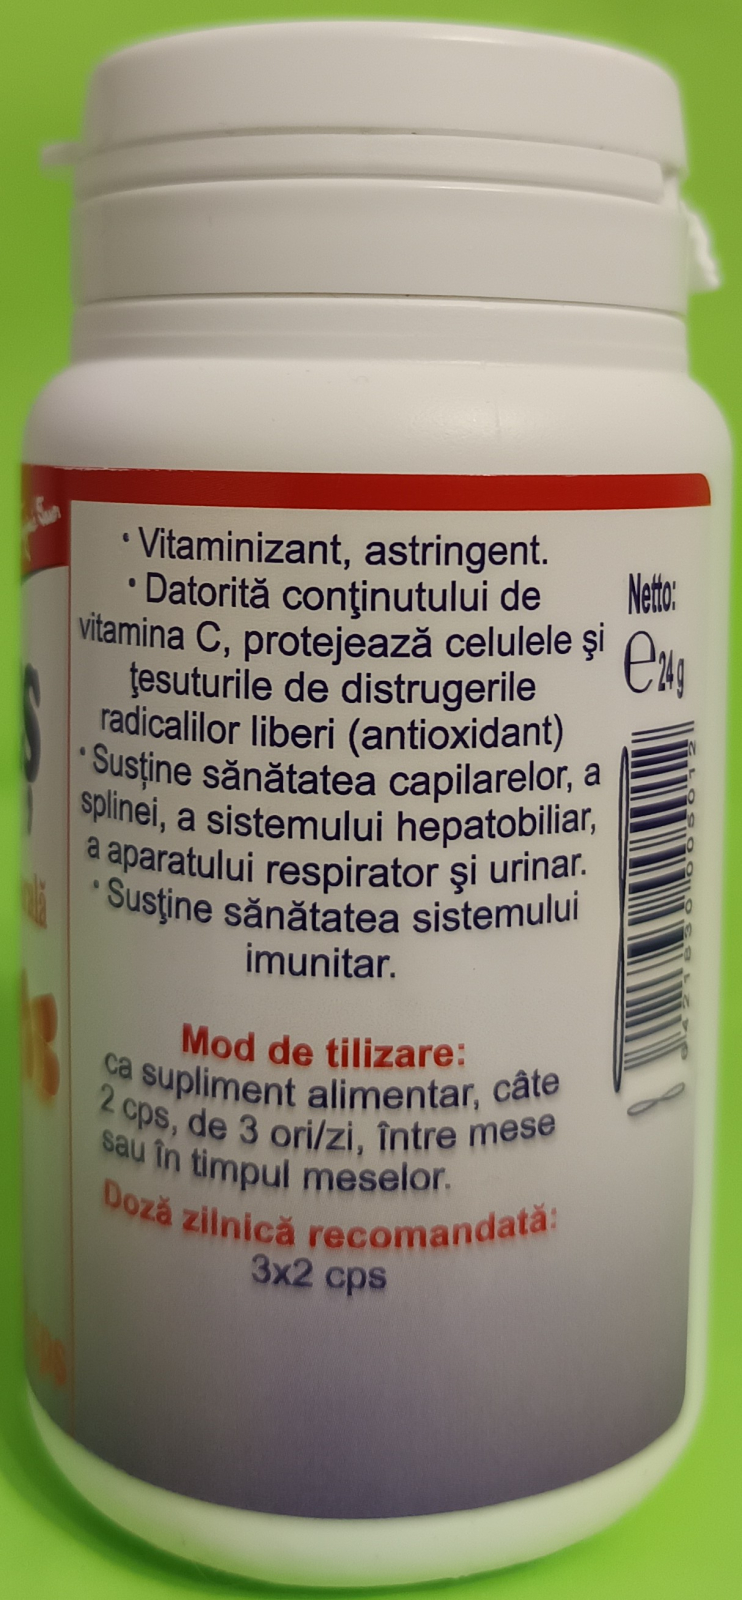 · Vitaminizant, astringent.
· Datorită conţinutului de
vitamina C, protejează celulele şi
ţesuturile de distrugerile
radicalilor liberi (antioxidant)
· Susține sănătatea capilarelor, a
splinei, a sistemului hepatobiliar,
a aparatului respirator şi urinar.
· Susţine sănătatea sistemului
imunitar.
Mod de tilizare:
ca supliment alimentar, câte
2 cps, de 3 ori/zi, între mese
sau în timpul meselor.
Doză zilnică recomandată:
3x2 cps
Netto:
e 24 g